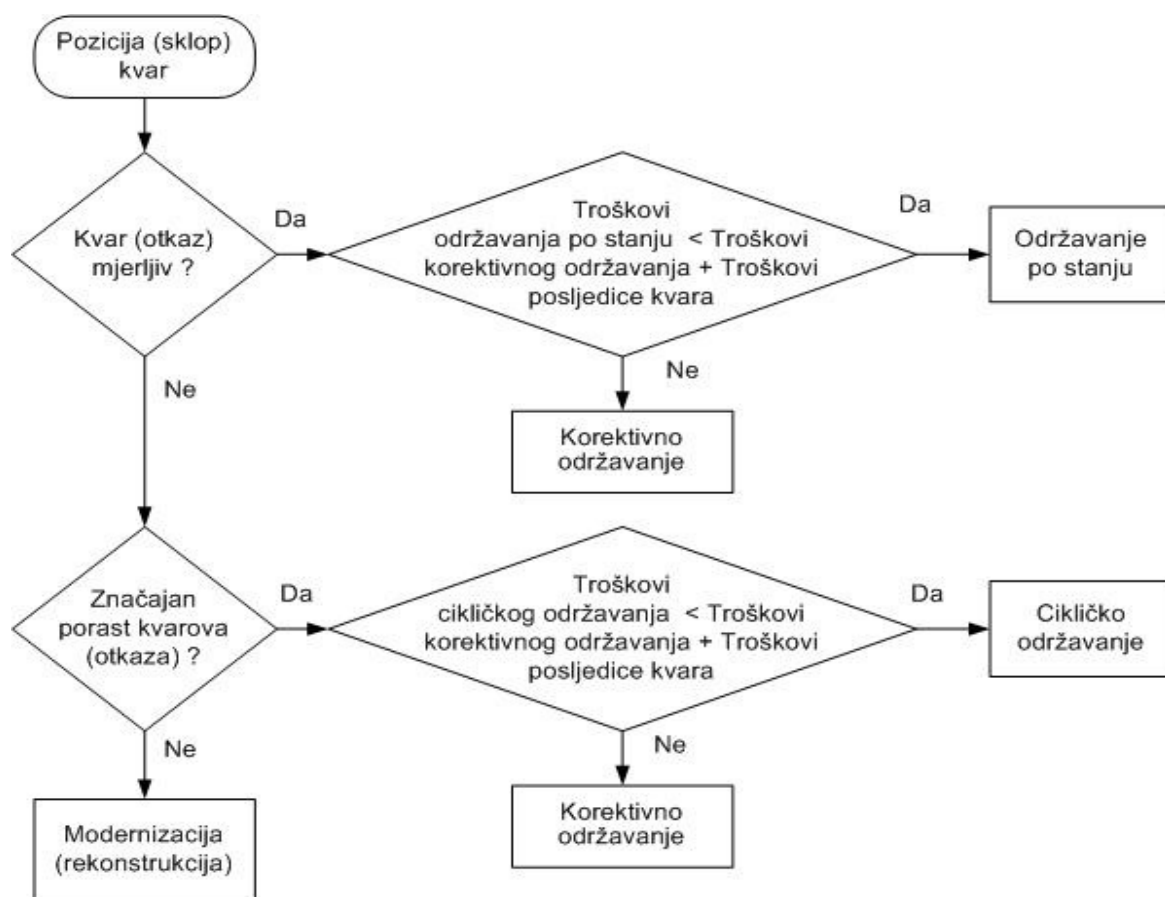 Pozicija (sklop)
kvar
Kvar (otkaz)
mjerljiv ?
Da
Troškovi
održavanja po stanju < Troškovi
korektivnog održavanja + Troškovi
posljedice kvara
Da
Održavanje
po stanju
Ne
Ne
Korektivno
održavanje
Značajan
porast kvarova
(otkaza) ?
Da
Troškovi
cikličkog održavanja < Troškovi
korektivnog održavanja + Troškovi
posljedice kvara
Da
Cikličko
održavanje
Ne
Ne
Modernizacija
(rekonstrukcija)
Korektivno
održavanje